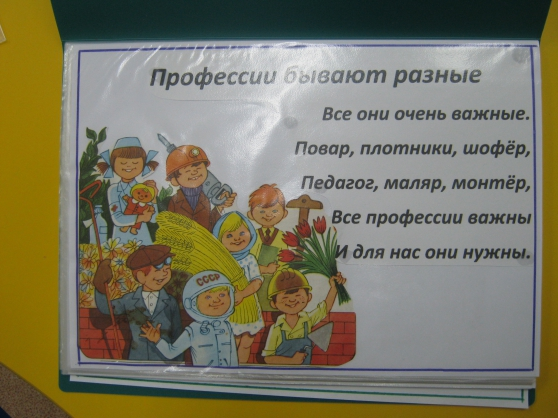 Профессии бывают разные
Все они очень важные.
Повар, плотники, шофёр,
Педагог, маляр, монтёр,
Все профессии важны
И для нас они нужны.
СССР